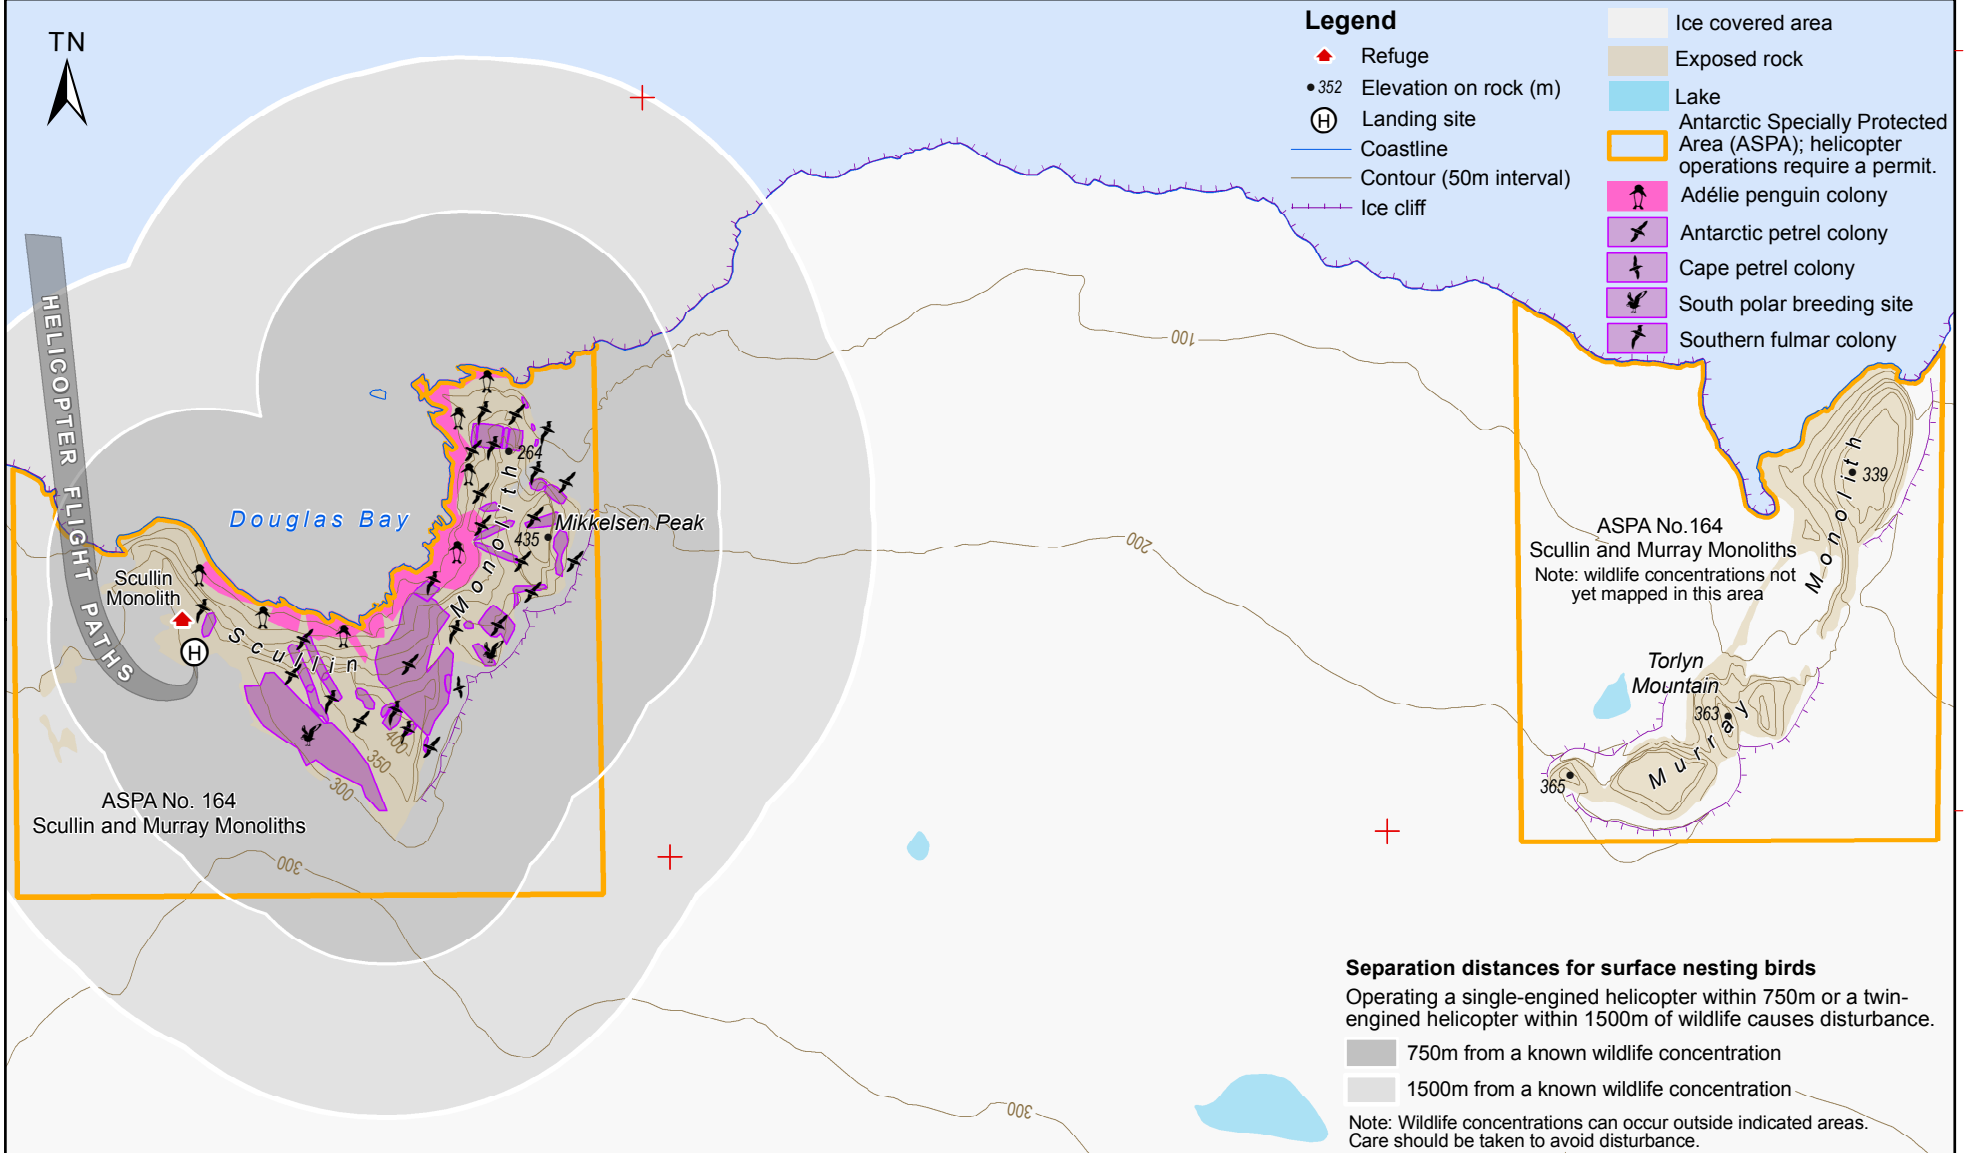 TN
Legend
Refuge
352 Elevation on rock (m)
H Landing site
Coastline
Contour (50m interval)
Ice cliff
Ice covered area
Exposed rock
Lake
Antarctic Specially Protected
Area (ASPA); helicopter
operations require a permit.
Adélie penguin colony
Antarctic petrel colony
Cape petrel colony
South polar breeding site
Southern fulmar colony
HELICOPTER FLIGHT PATHS
Douglas Bay
Scullin
Monolith
H
Scullin Monolith
264
Mikkelsen Peak
435
400
350
300
ASPA No. 164
Scullin and Murray Monoliths
300
100
200
300
ASPA No.164
Scullin and Murray Monoliths
Note: wildlife concentrations not
yet mapped in this area
339
Torlyn
Mountain
363
365
Murray Monolith
Separation distances for surface nesting birds
Operating a single-engined helicopter within 750m or a twin-
engined helicopter within 1500m of wildlife causes disturbance.
750m from a known wildlife concentration
1500m from a known wildlife concentration
Note: Wildlife concentrations can occur outside indicated areas.
Care should be taken to avoid disturbance.